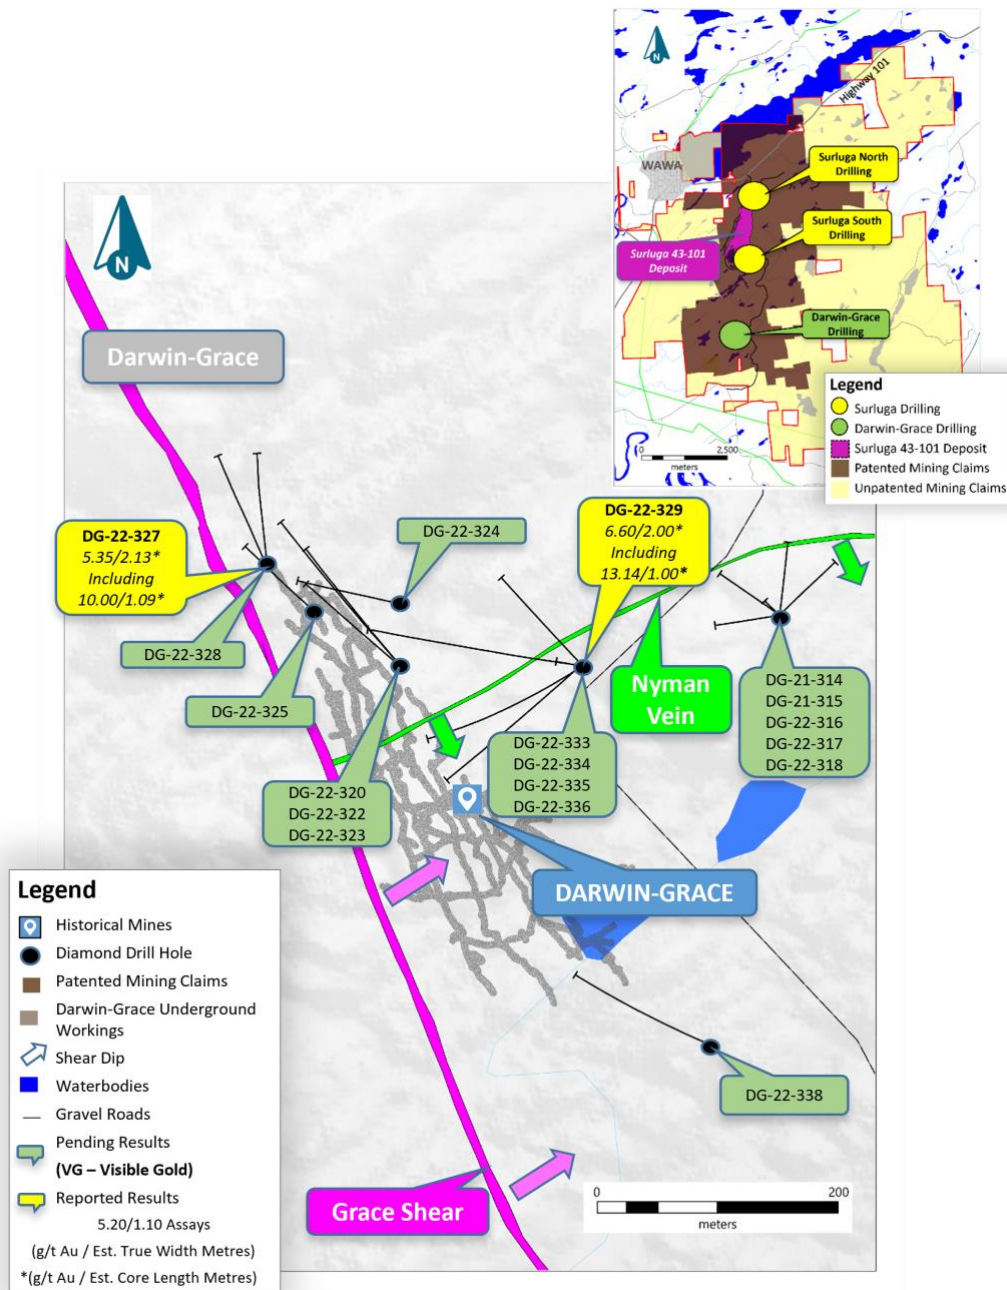 N
Highway 101
WAWA
Surluga North
Drilling
Surluga South
Drilling
Surluga 43-101
Deposit
Darwin-Grace
Drilling
0
2,500
meters
Legend
Surluga Drilling
Darwin-Grace Drilling
Surluga 43-101 Deposit
Patented Mining Claims
Unpatented Mining Claims
N
Darwin-Grace
DG-22-327
5.35/2.13*
Including
10.00/1.09*
DG-22-324
DG-22-329
6.60/2.00*
Including
13.14/1.00*
DG-22-328
DG-22-325
Nyman
Vein
DG-21-314
DG-21-315
DG-22-316
DG-22-317
DG-22-318
DG-22-320
DG-22-322
DG-22-323
DG-22-333
DG-22-334
DG-22-335
DG-22-336
DARWIN-GRACE
DG-22-338
Grace Shear
0
200
meters
Legend
Historical Mines
Diamond Drill Hole
Patented Mining Claims
Darwin-Grace Underground
Workings
Shear Dip
Waterbodies
Gravel Roads
Pending Results
(VG – Visible Gold)
Reported Results
5.20/1.10 Assays
(g/t Au / Est. True Width Metres)
*(g/t Au / Est. Core Length Metres)